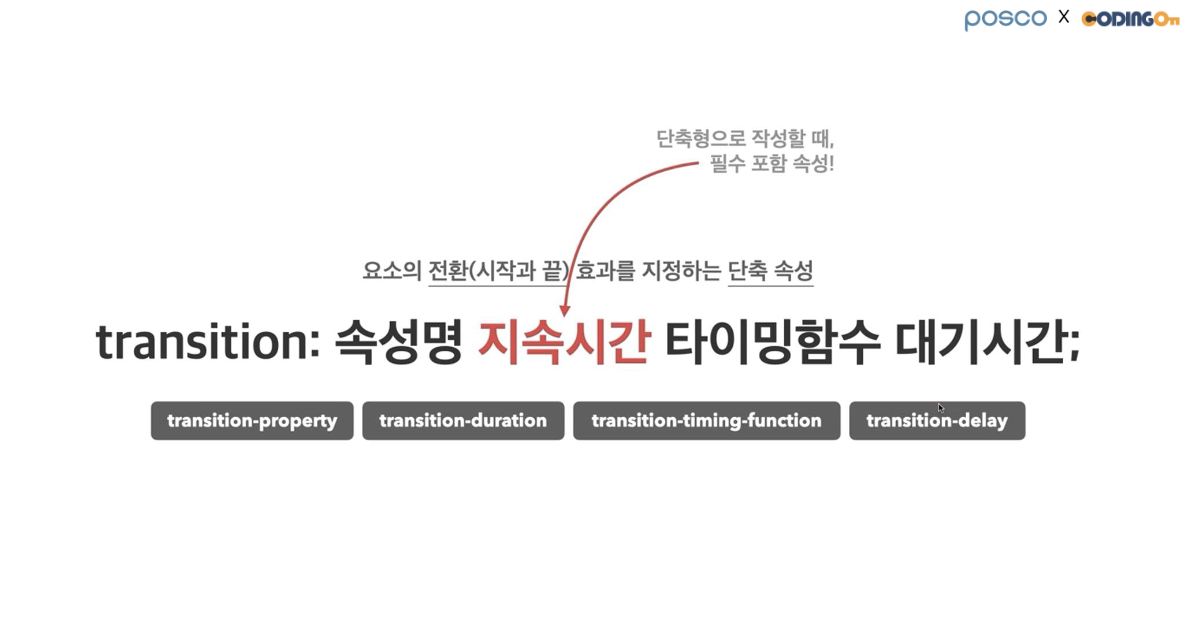 posco X CODINGOn
단축형으로 작성할 때,
필수 포함 속성!
요소의 전환(시작과 끝) 효과를 지정하는 단축 속성
transition: 속성명 지속시간 타이밍함수 대기시간;
transition-property transition-duration transition-timing-function transition-delay